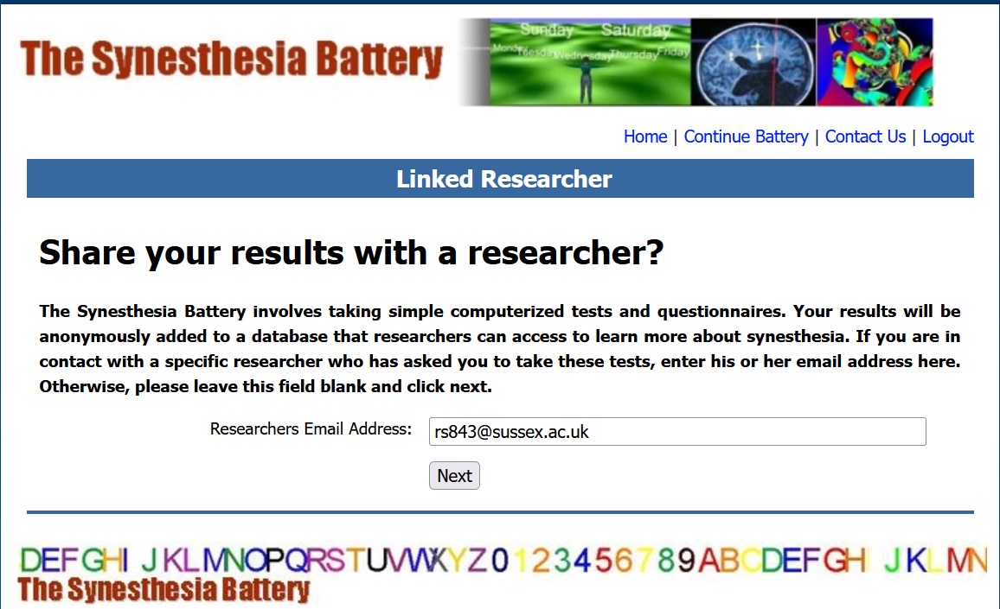 The Synesthesia Battery
Sunday Saturday
Monday Tuesday Wednesday Thursday Friday
Home | Continue Battery | Contact Us | Logout
Linked Researcher
Share your results with a researcher?
The Synesthesia Battery involves taking simple computerized tests and questionnaires. Your results will be
anonymously added to a database that researchers can access to learn more about synesthesia. If you are in
contact with a specific researcher who has asked you to take these tests, enter his or her email address here.
Otherwise, please leave this field blank and click next.
Researchers Email Address: rs843@sussex.ac.uk
Next
DEFGHI JKLMNOPQRSTUVWXYZ0123456789ABCDEFGHI JKLMN
The Synesthesia Battery